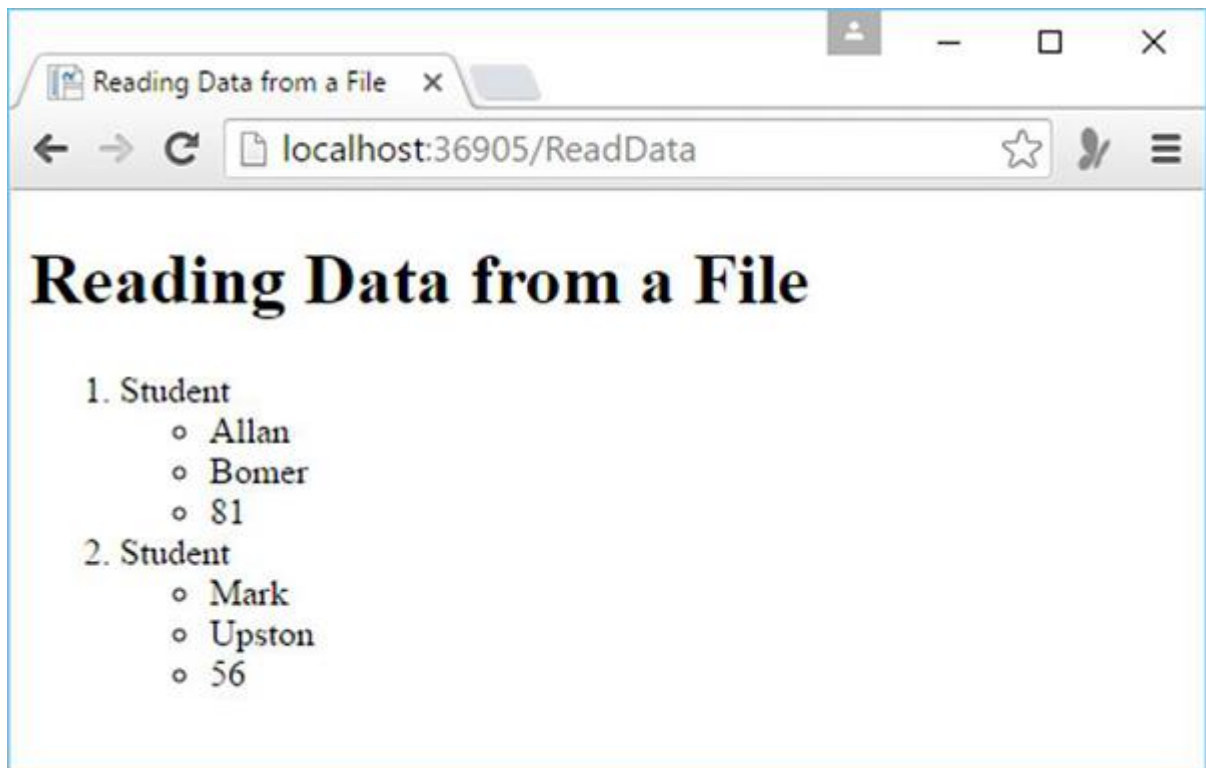 Reading Data from a File
localhost:36905/ReadData
Reading Data from a File
1. Student
Allan
Bomer
81
2. Student
Mark
Upston
56